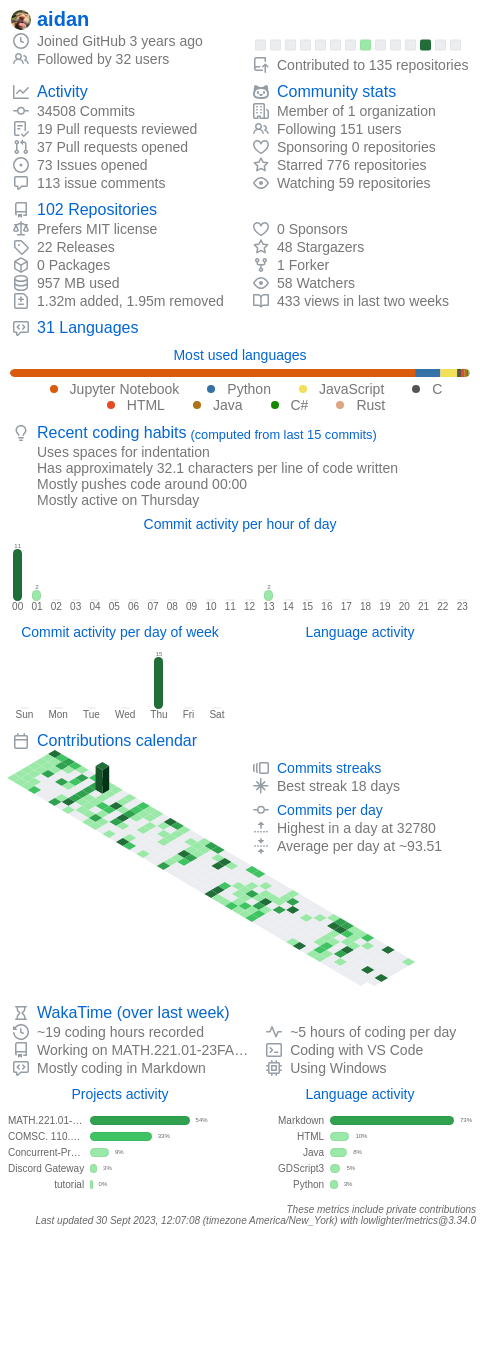 aidan
Joined GitHub 3 years ago
Followed by 32 users
Contributed to 135 repositories
Activity
34508 Commits
19 Pull requests reviewed
37 Pull requests opened
73 Issues opened
113 issue comments
Community stats
Member of 1 organization
Following 151 users
Sponsoring 0 repositories
Starred 776 repositories
Watching 59 repositories
102 Repositories
Prefers MIT license
22 Releases
0 Packages
957 MB used
1.32m added, 1.95m removed
0 Sponsors
48 Stargazers
1 Forker
58 Watchers
433 views in last two weeks
31 Languages
Most used languages
Jupyter Notebook Python JavaScript C
HTML Java C# Rust
Recent coding habits (computed from last 15 commits)
Uses spaces for indentation
Has approximately 32.1 characters per line of code written
Mostly pushes code around 00:00
Mostly active on Thursday
Commit activity per hour of day
11 2 2
00 01 02 03 04 05 06 07 08 09 10 11 12 13 14 15 16 17 18 19 20 21 22 23
Commit activity per day of week
15
Sun Mon Tue Wed Thu Fri Sat
Language activity
Contributions calendar
Commits streaks
Best streak 18 days
Commits per day
Highest in a day at 32780
Average per day at ~93.51
WakaTime (over last week)
~19 coding hours recorded
Working on MATH.221.01-23FA…
Mostly coding in Markdown
~5 hours of coding per day
Coding with VS Code
Using Windows
Projects activity
MATH.221.01-… 54%
COMSC. 110.… 33%
Concurrent-Pr… 9%
Discord Gateway 3%
tutorial 0%
Language activity
Markdown 73%
HTML 10%
Java 8%
GDScript3 5%
Python 3%
These metrics include private contributions
Last updated 30 Sept 2023, 12:07:08 (timezone America/New_York) with lowlighter/metrics@3.34.0